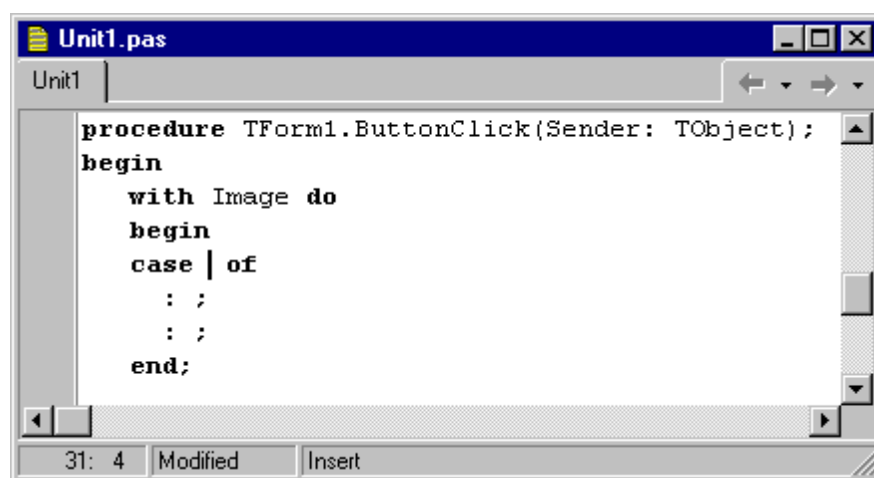 Unit1.pas
Unit1
procedure TForm1.ButtonClick(Sender: TObject);
begin
with Image do
begin
case of
: ;
: ;
end;
31: 4 Modified Insert